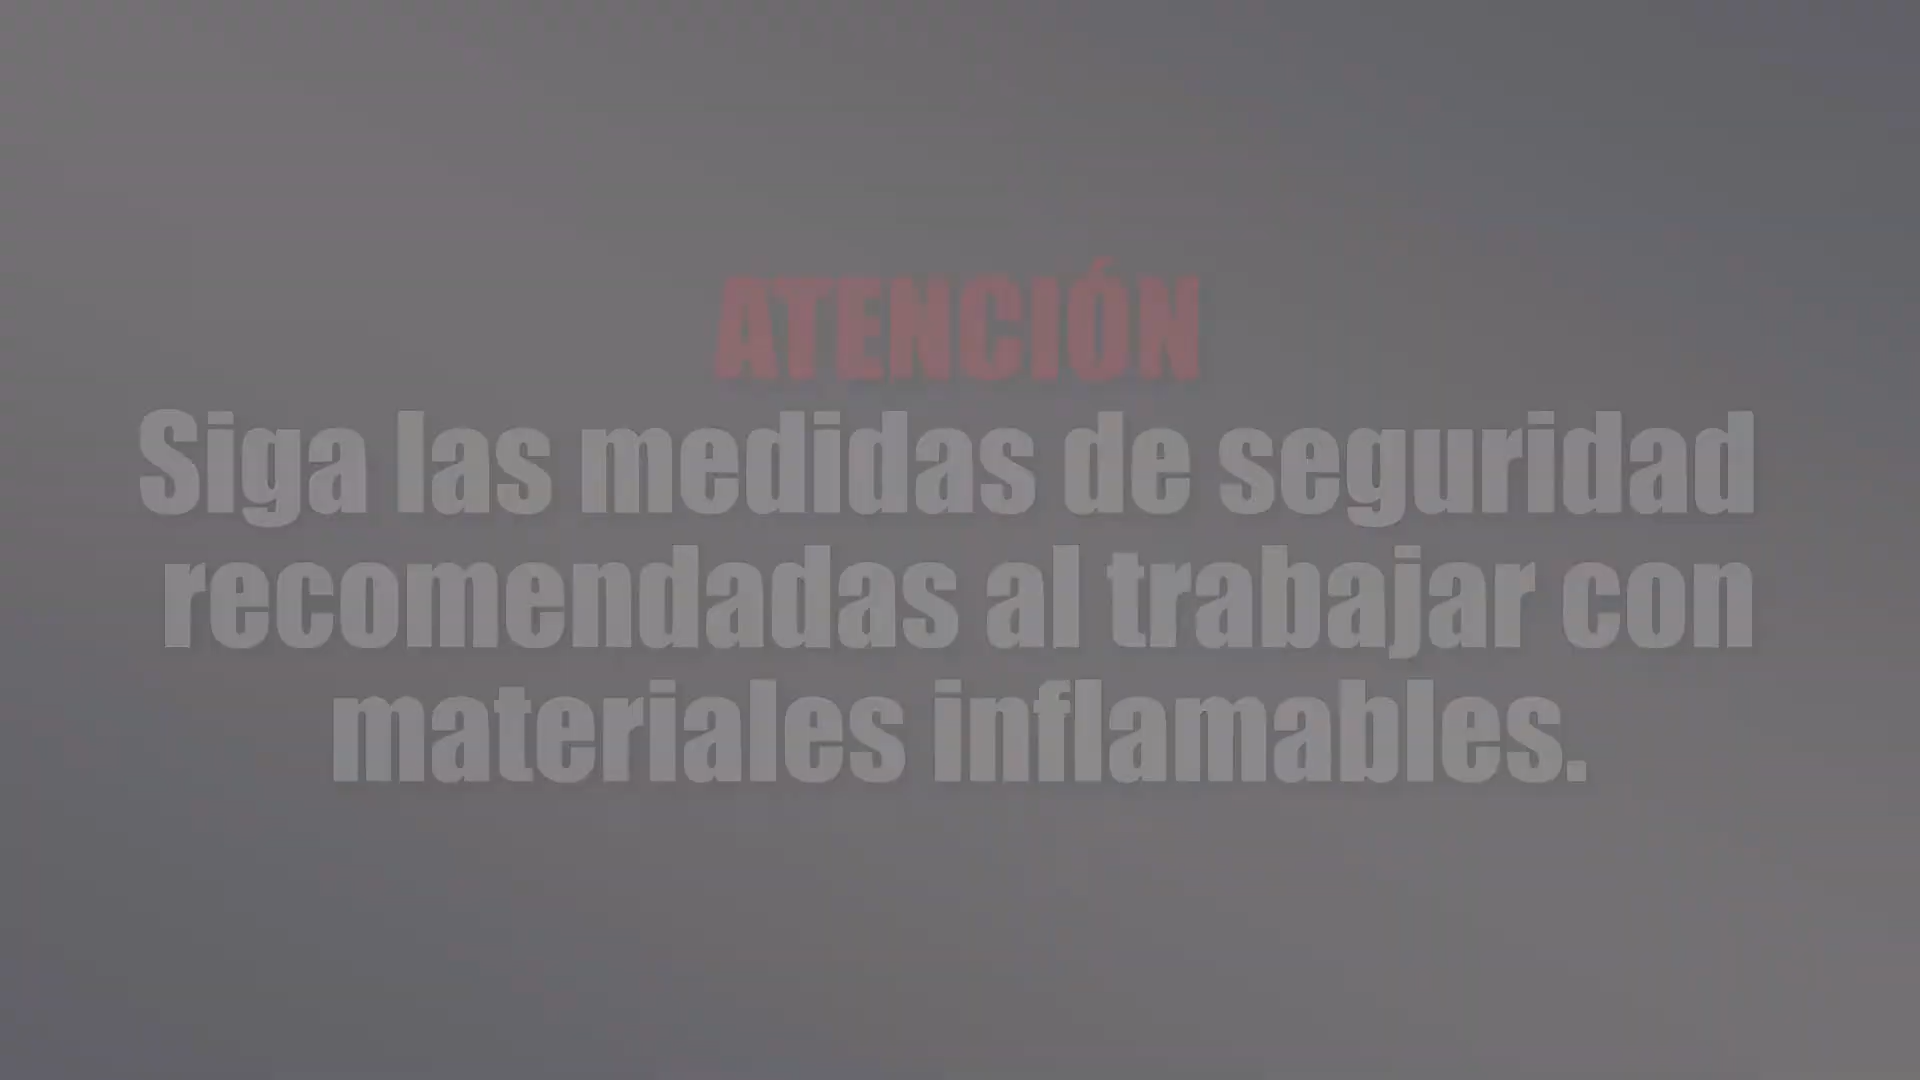 ATENCIÓN
Siga las medidas de seguridad
recomendadas al trabajar con
materiales inflamables.